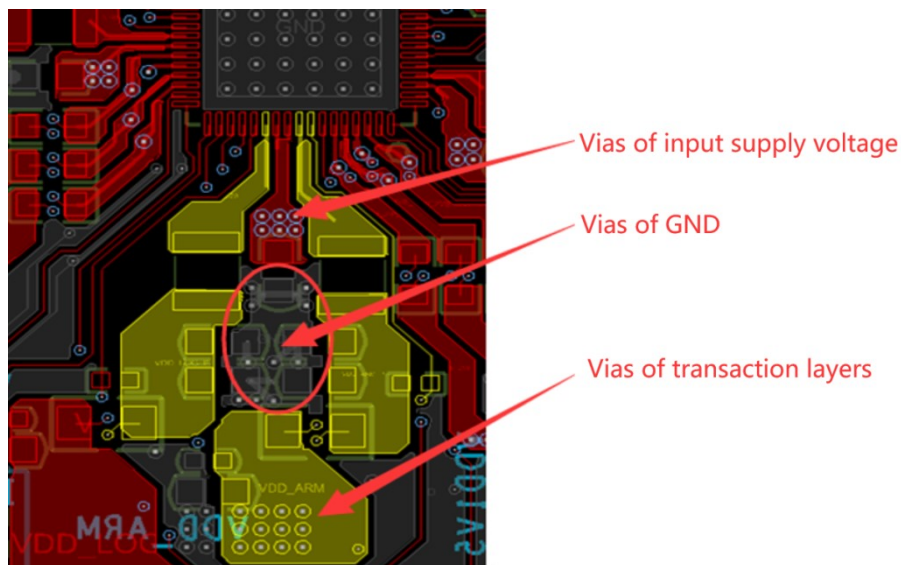 GND
Vias of input supply voltage
Vias of GND
Vias of transaction layers
VDD_ARM
VDD_ARM
VDD_LOG